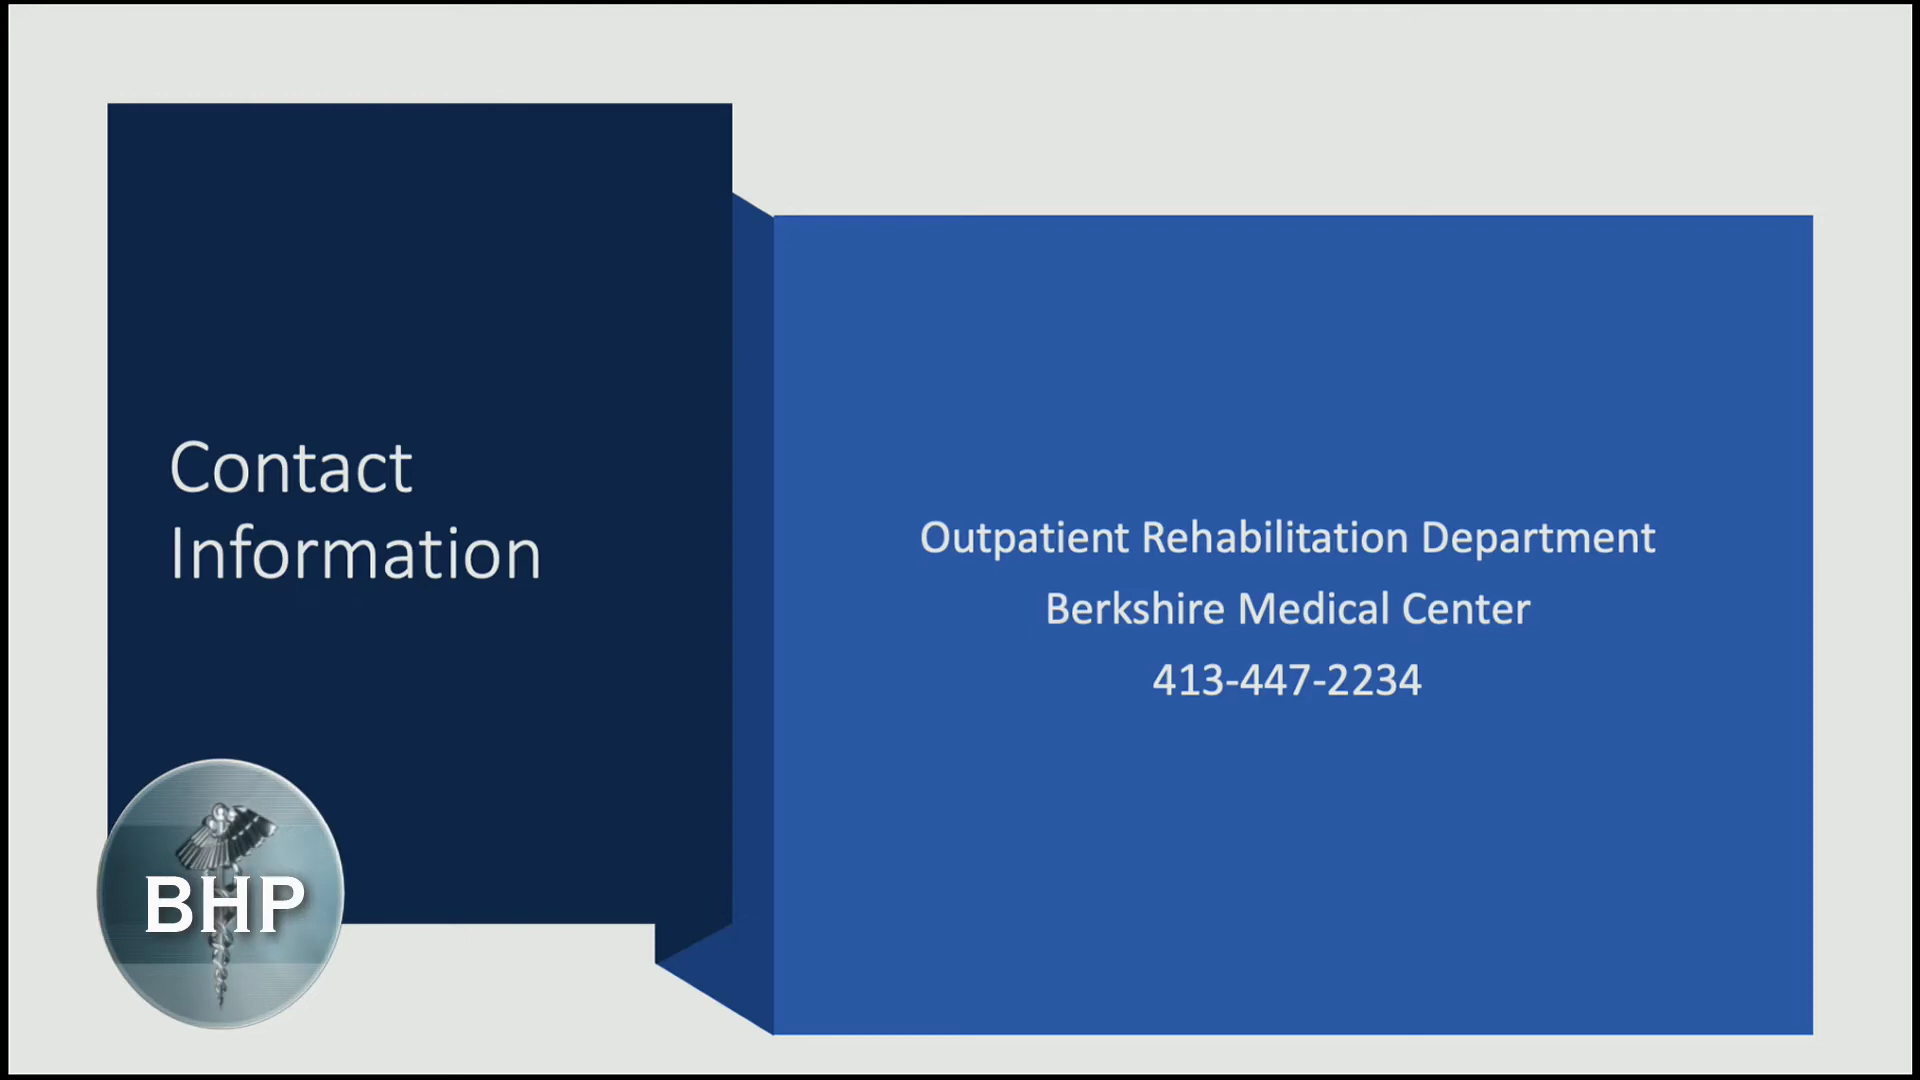 Contact
Information
Outpatient Rehabilitation Department
Berkshire Medical Center
413-447-2234
BHP